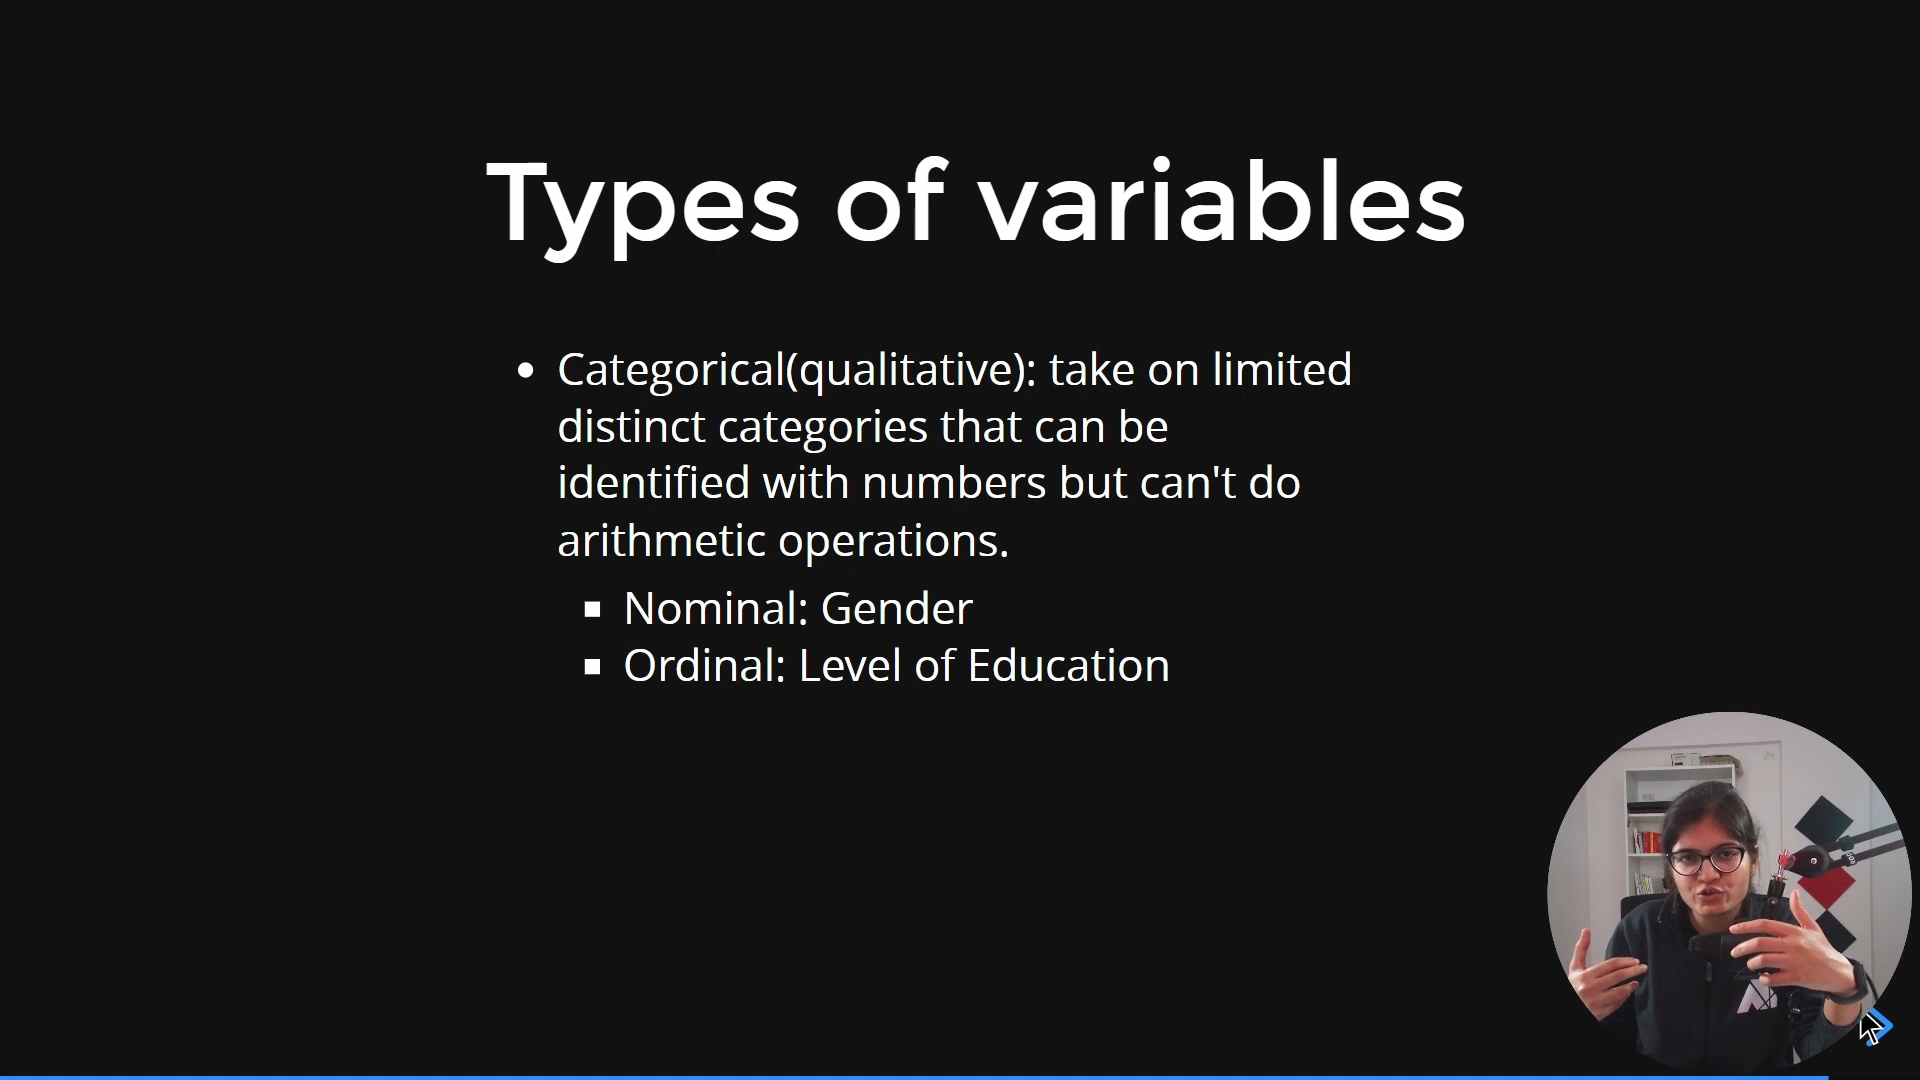 Types of variables
Categorical(qualitative): take on limited
distinct categories that can be
identified with numbers but can't do
arithmetic operations.
Nominal: Gender
Ordinal: Level of Education